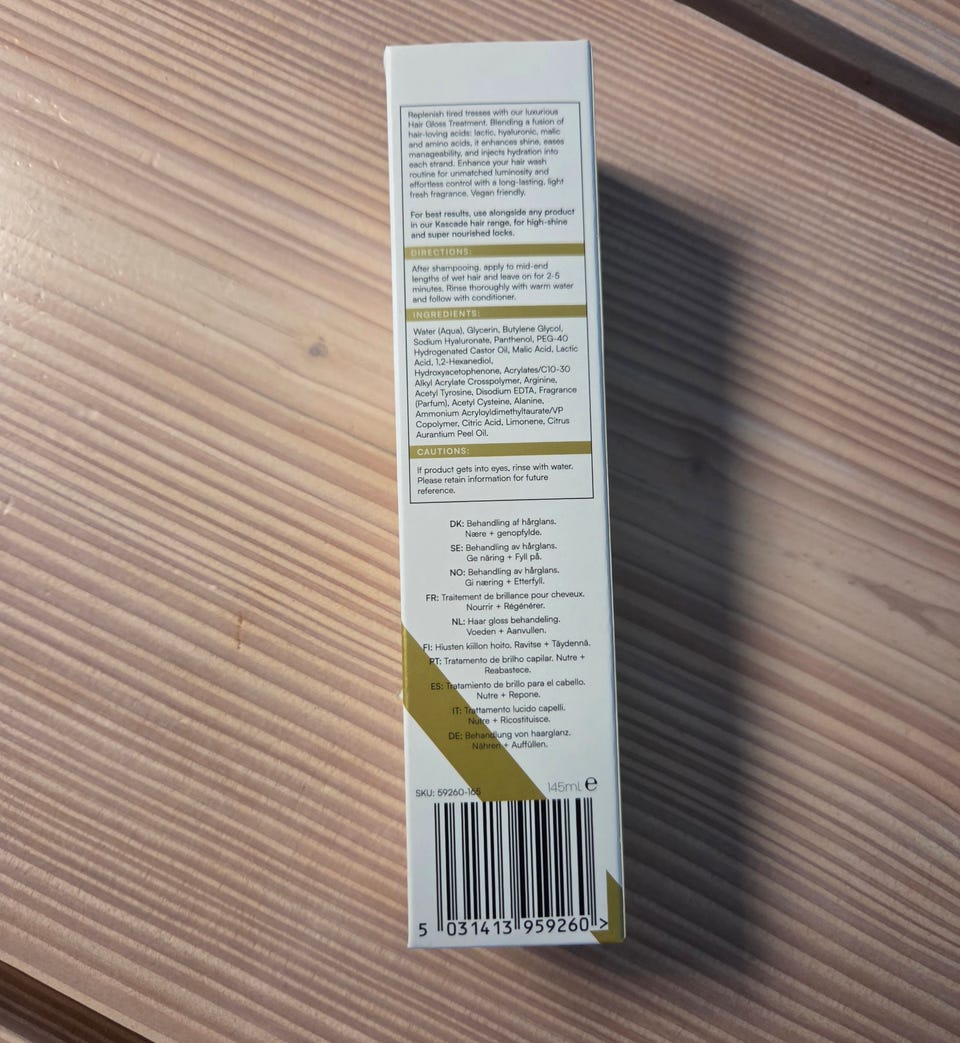 Replenish tired tresses with our luxurious
Hair Gloss Treatment. Blending a fusion of
hair-loving acids: lactic, hyaluronic, malic
and amino acids, it enhances shine, eases
manageability, and injects hydration into
each strand. Enhance your hair wash
routine for unmatched luminosity and
effortless control with a long-lasting, light
fresh fragrance. Vegan friendly.
For best results, use alongside any product
in our Kascade hair range, for high-shine
and super nourished locks.
DIRECTIONS:
After shampooing, apply to mid-end
lengths of wet hair and leave on for 2-5
minutes. Rinse thoroughly with warm water
and follow with conditioner.
INGREDIENTS:
Water (Aqua), Glycerin, Butylene Glycol,
Sodium Hyaluronate, Panthenol, PEG-40
Hydrogenated Castor Oil, Malic Acid, Lactic
Acid, 1,2-Hexanediol,
Hydroxyacetophenone, Acrylates/C10-30
Alkyl Acrylate Crosspolymer, Arginine,
Acetyl Tyrosine, Disodium EDTA, Fragrance
(Parfum), Acetyl Cysteine, Alanine,
Ammonium Acryloyldimethyltaurate/VP
Copolymer, Citric Acid, Limonene, Citrus
Aurantium Peel Oil.
CAUTIONS:
If product gets into eyes, rinse with water.
Please retain information for future
reference.
DK: Behandling af hårglans.
Nære + genopfylde.
SE: Behandling av hårglans.
Ge näring + Fyll på.
NO: Behandling av hårglans.
Gi næring + Etterfyll.
FR: Traitement de brillance pour cheveux.
Nourrir + Régénérer.
NL: Haar gloss behandeling.
Voeden + Aanvullen.
FI: Hiusten kiillon hoito. Ravitse + Täydennä.
PT: Tratamento de brilho capilar. Nutre +
Reabastece.
ES: Tratamiento de brillo para el cabello.
Nutre + Repone.
IT: Trattamento lucido capelli.
Nutre + Ricostituisce.
DE: Behandlung von haarglanz.
Nähren + Auffüllen.
SKU: 59260-165
145mL e
5 031413 959260 >